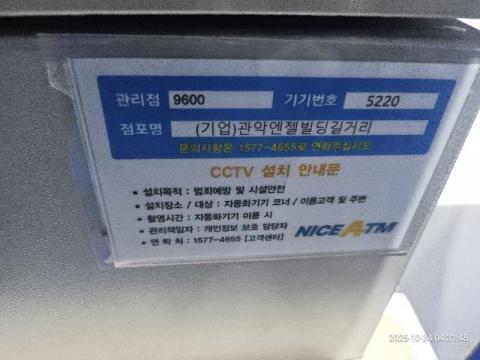 관리점 9600 기기번호 5220
점포명 (기업)관악엔젤빌딩길거리
문의사항은 1577-4655로 연락주십시오
CCTV 설치 안내문
• 설치목적 : 범죄예방 및 시설안전
• 설치장소 / 대상 : 자동화기기 코너 / 이용고객 및 주변
• 촬영시간 : 자동화기기 이용 시
• 관리책임자 : 개인정보 보호 담당자
• 연 락 처 : 1577-4655 [고객센터]
NICE ATM
2025-10-24 04:31:45